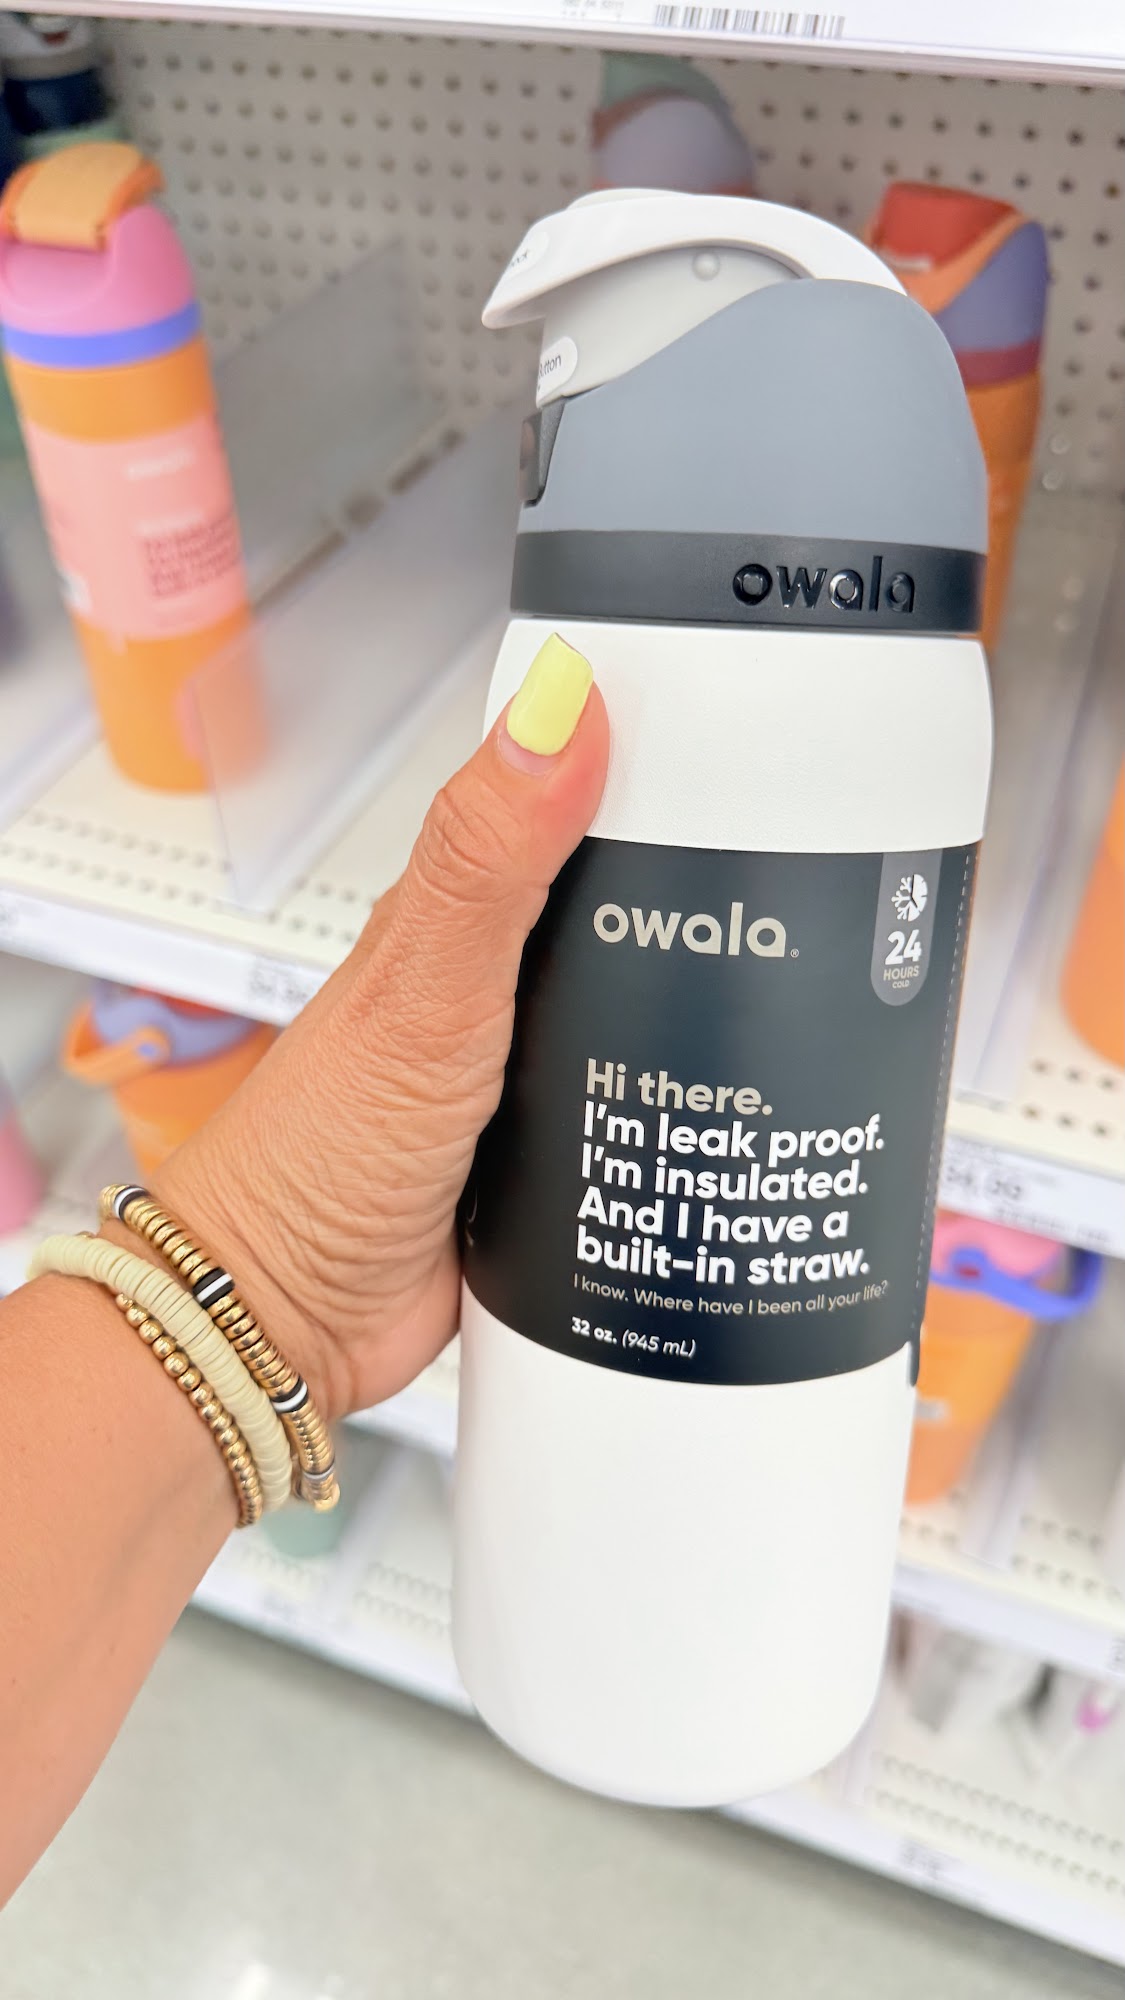 owala
owala®
24
HOURS
COLD
Hi there.
I'm leak proof.
I'm insulated.
And I have a
built-in straw.
I know. Where have I been all your life?
32 oz. (945 mL)